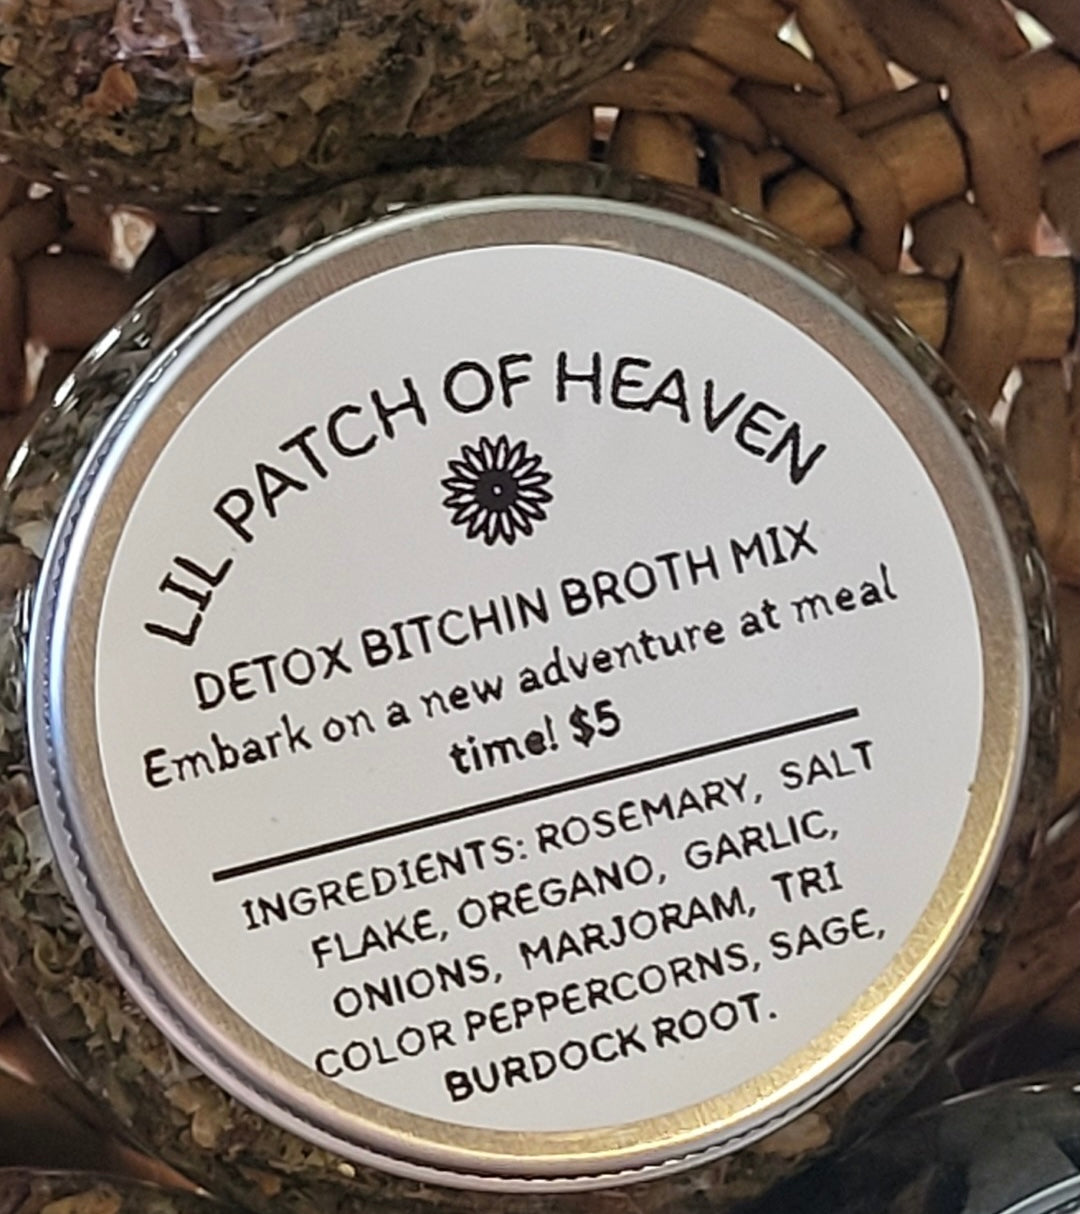 LIL PATCH OF HEAVEN
DETOX BITCHIN BROTH MIX
Embark on a new adventure at meal
time! $5
INGREDIENTS: ROSEMARY, SALT
FLAKE, OREGANO, GARLIC,
ONIONS, MARJORAM, TRI
COLOR PEPPERCORNS, SAGE,
BURDOCK ROOT.